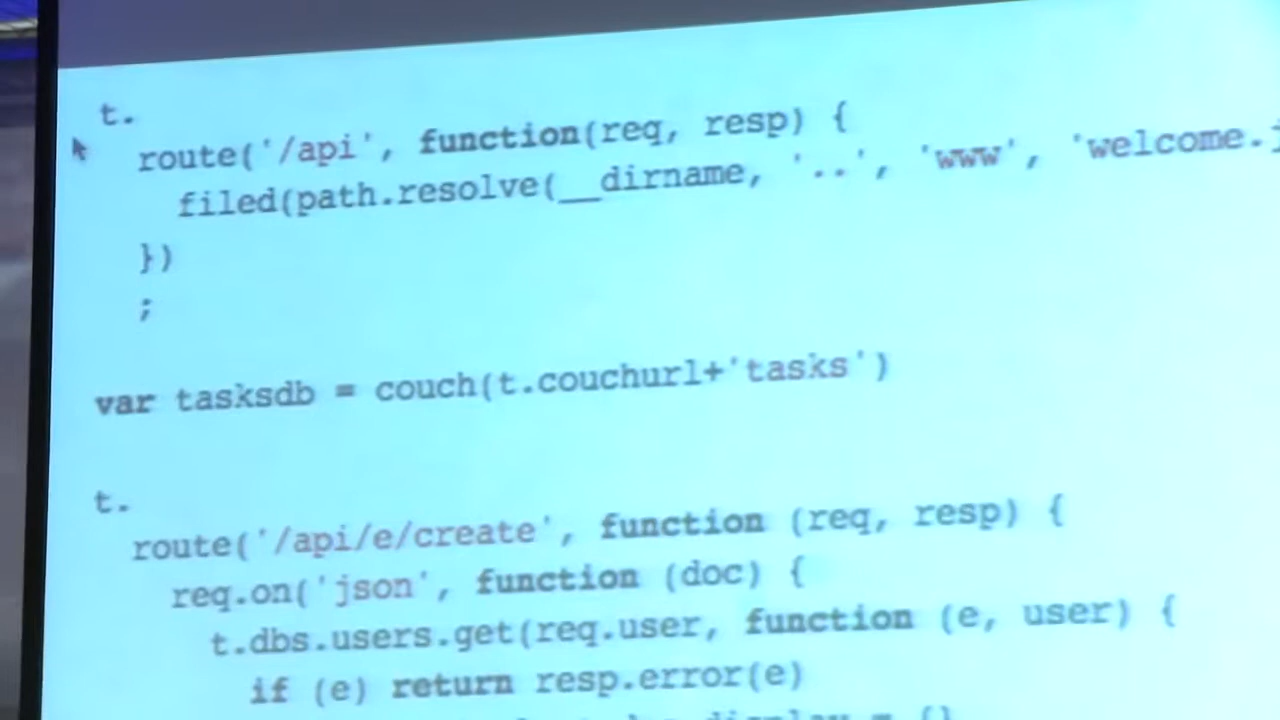 t.
route('/api', function(req, resp) {
filed(path.resolve(__dirname, '..', 'www', 'welcome.j
})
;
var tasksdb = couch(t.couchurl+'tasks')
t.
route('/api/e/create', function (req, resp) {
req.on('json', function (doc) {
t.dbs.users.get(req.user, function (e, user) {
if (e) return resp.error(e)
display = {}